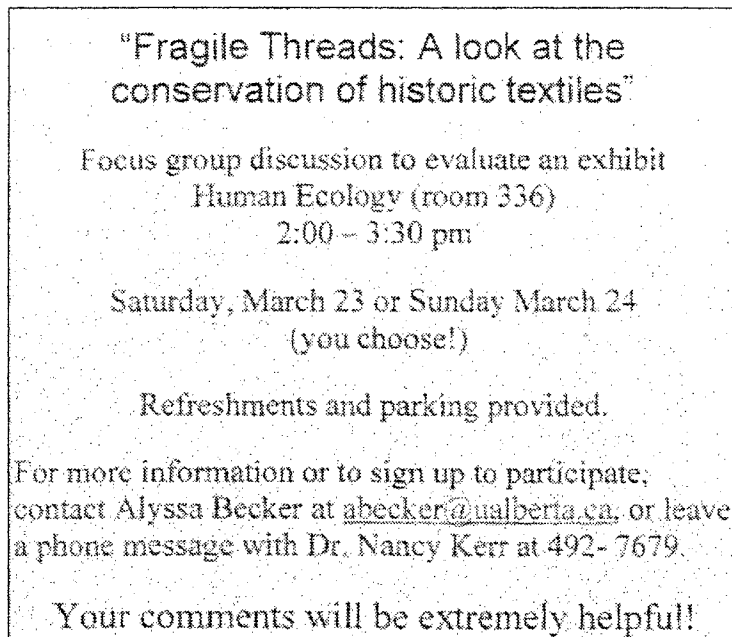 "Fragile Threads: A look at the
conservation of historic textiles"
Focus group discussion to evaluate an exhibit
Human Ecology (room 336)
2:00 – 3:30 pm
Saturday, March 23 or Sunday March 24
(you choose!)
Refreshments and parking provided.
For more information or to sign up to participate,
contact Alyssa Becker at abecker@ualberta.ca, or leave
a phone message with Dr. Nancy Kerr at 492- 7679.
Your comments will be extremely helpful!